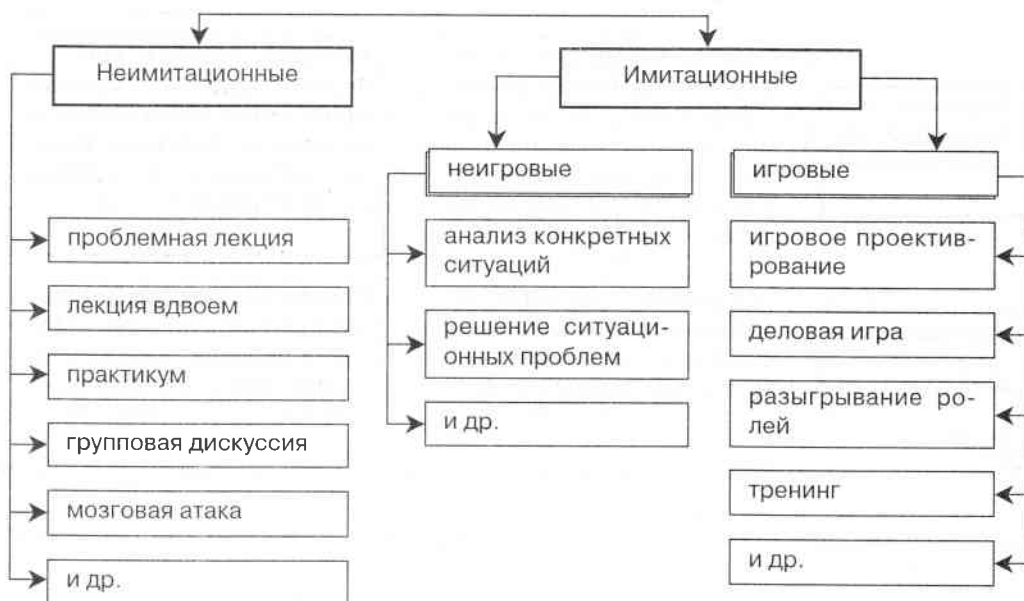 Неимитационные
Имитационные
неигровые
игровые
проблемная лекция
лекция вдвоем
практикум
групповая дискуссия
мозговая атака
и др.
анализ конкретных
ситуаций
решение ситуаци-
онных проблем
и др.
игровое проектив-
рование
деловая игра
разыгрывание ро-
лей
тренинг
и др.